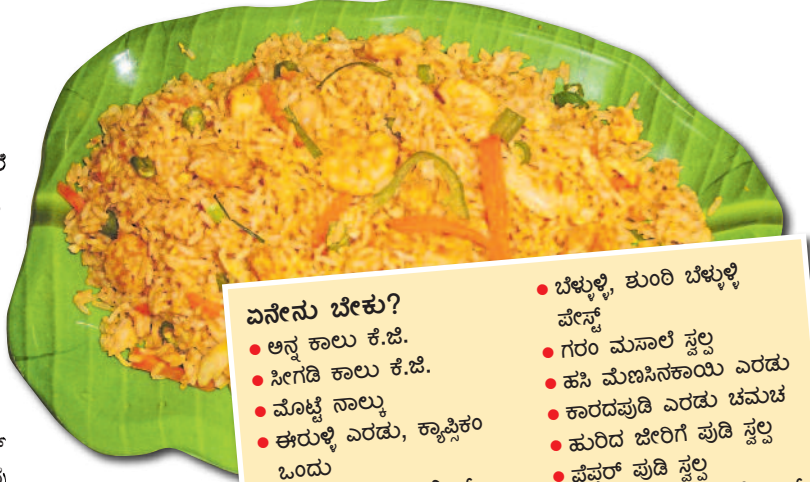 ಏನೇನು ಬೇಕು?
● ಅನ್ನ ಕಾಲು ಕೆ.ಜಿ.
● ಸೀಗಡಿ ಕಾಲು ಕೆ.ಜಿ.
● ಮೊಟ್ಟೆ ನಾಲ್ಕು
● ಈರುಳ್ಳಿ ಎರಡು, ಕ್ಯಾಪ್ಸಿಕಂ
ಒಂದು
● ಬೆಳ್ಳುಳ್ಳಿ, ಶುಂಠಿ ಬೆಳ್ಳುಳ್ಳಿ
ಪೇಸ್ಟ್
● ಗರಂ ಮಸಾಲೆ ಸ್ವಲ್ಪ
● ಹಸಿ ಮೆಣಸಿನಕಾಯಿ ಎರಡು
● ಕಾರದಪುಡಿ ಎರಡು ಚಮಚ
● ಹುರಿದ ಜೀರಿಗೆ ಪುಡಿ ಸ್ವಲ್ಪ
● ಪೆಪ್ಪರ್ ಪುಡಿ ಸ್ವಲ್ಪ